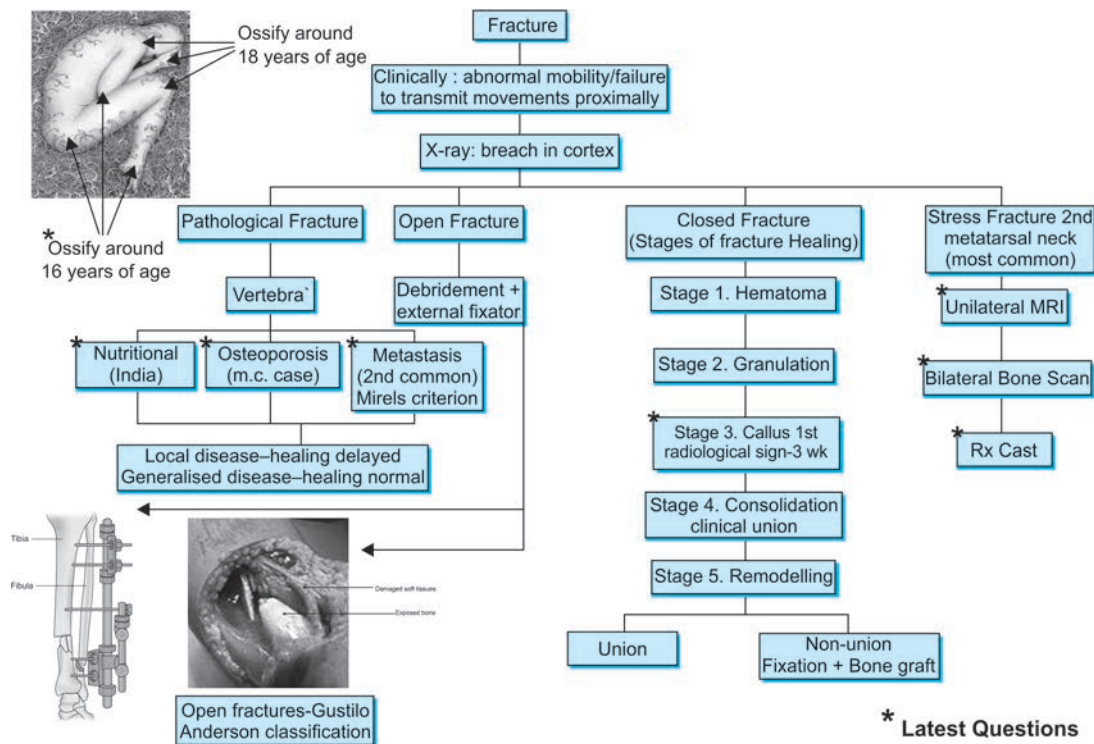 Ossify around
18 years of age
* Ossify around
16 years of age
Fracture
Clinically : abnormal mobility/failure
to transmit movements proximally
X-ray: breach in cortex
Pathological Fracture
Vertebra`
* Nutritional
(India)
* Osteoporosis
(m.c. case)
* Metastasis
(2nd common)
Mirels criterion
Local disease–healing delayed
Generalised disease–healing normal
Open Fracture
Debridement +
external fixator
Tibia
Fibula
Damaged soft tissues
Exposed bone
Open fractures-Gustilo
Anderson classification
Closed Fracture
(Stages of fracture Healing)
Stage 1. Hematoma
Stage 2. Granulation
* Stage 3. Callus 1st
radiological sign-3 wk
Stage 4. Consolidation
clinical union
Stage 5. Remodelling
Union
Non-union
Fixation + Bone graft
Stress Fracture 2nd
metatarsal neck
(most common)
* Unilateral MRI
* Bilateral Bone Scan
* Rx Cast
* Latest Questions